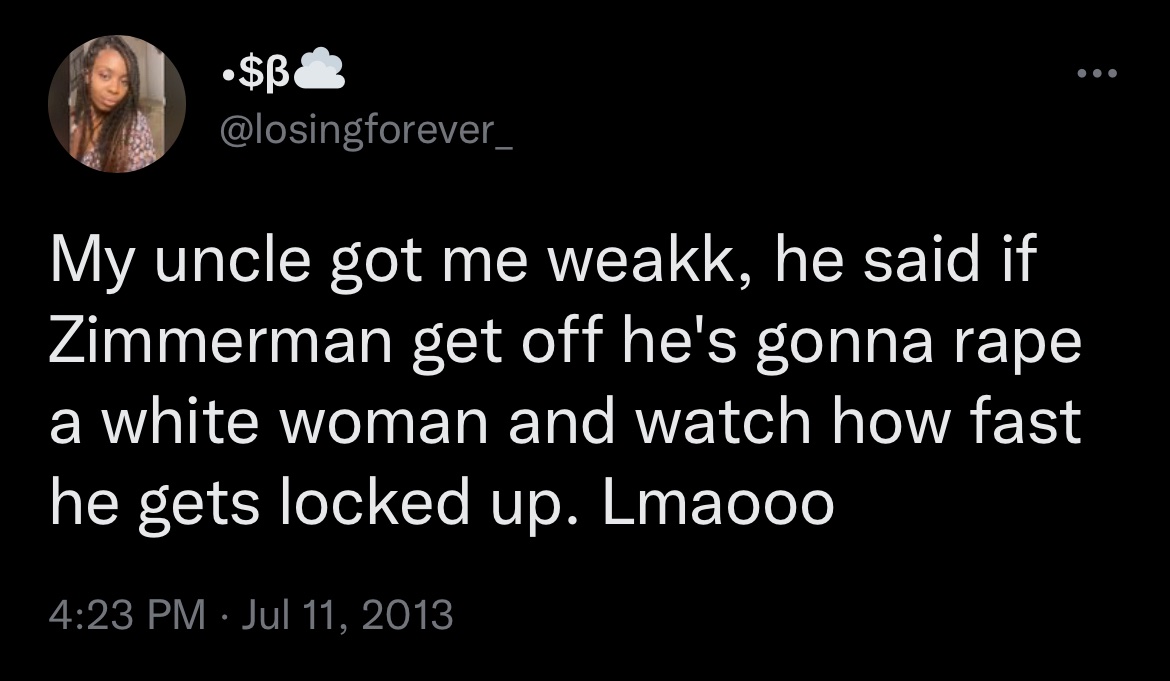 •$β☁️
@losingforever_
My uncle got me weakk, he said if
Zimmerman get off he's gonna rape
a white woman and watch how fast
he gets locked up. Lmaooo
4:23 PM · Jul 11, 2013